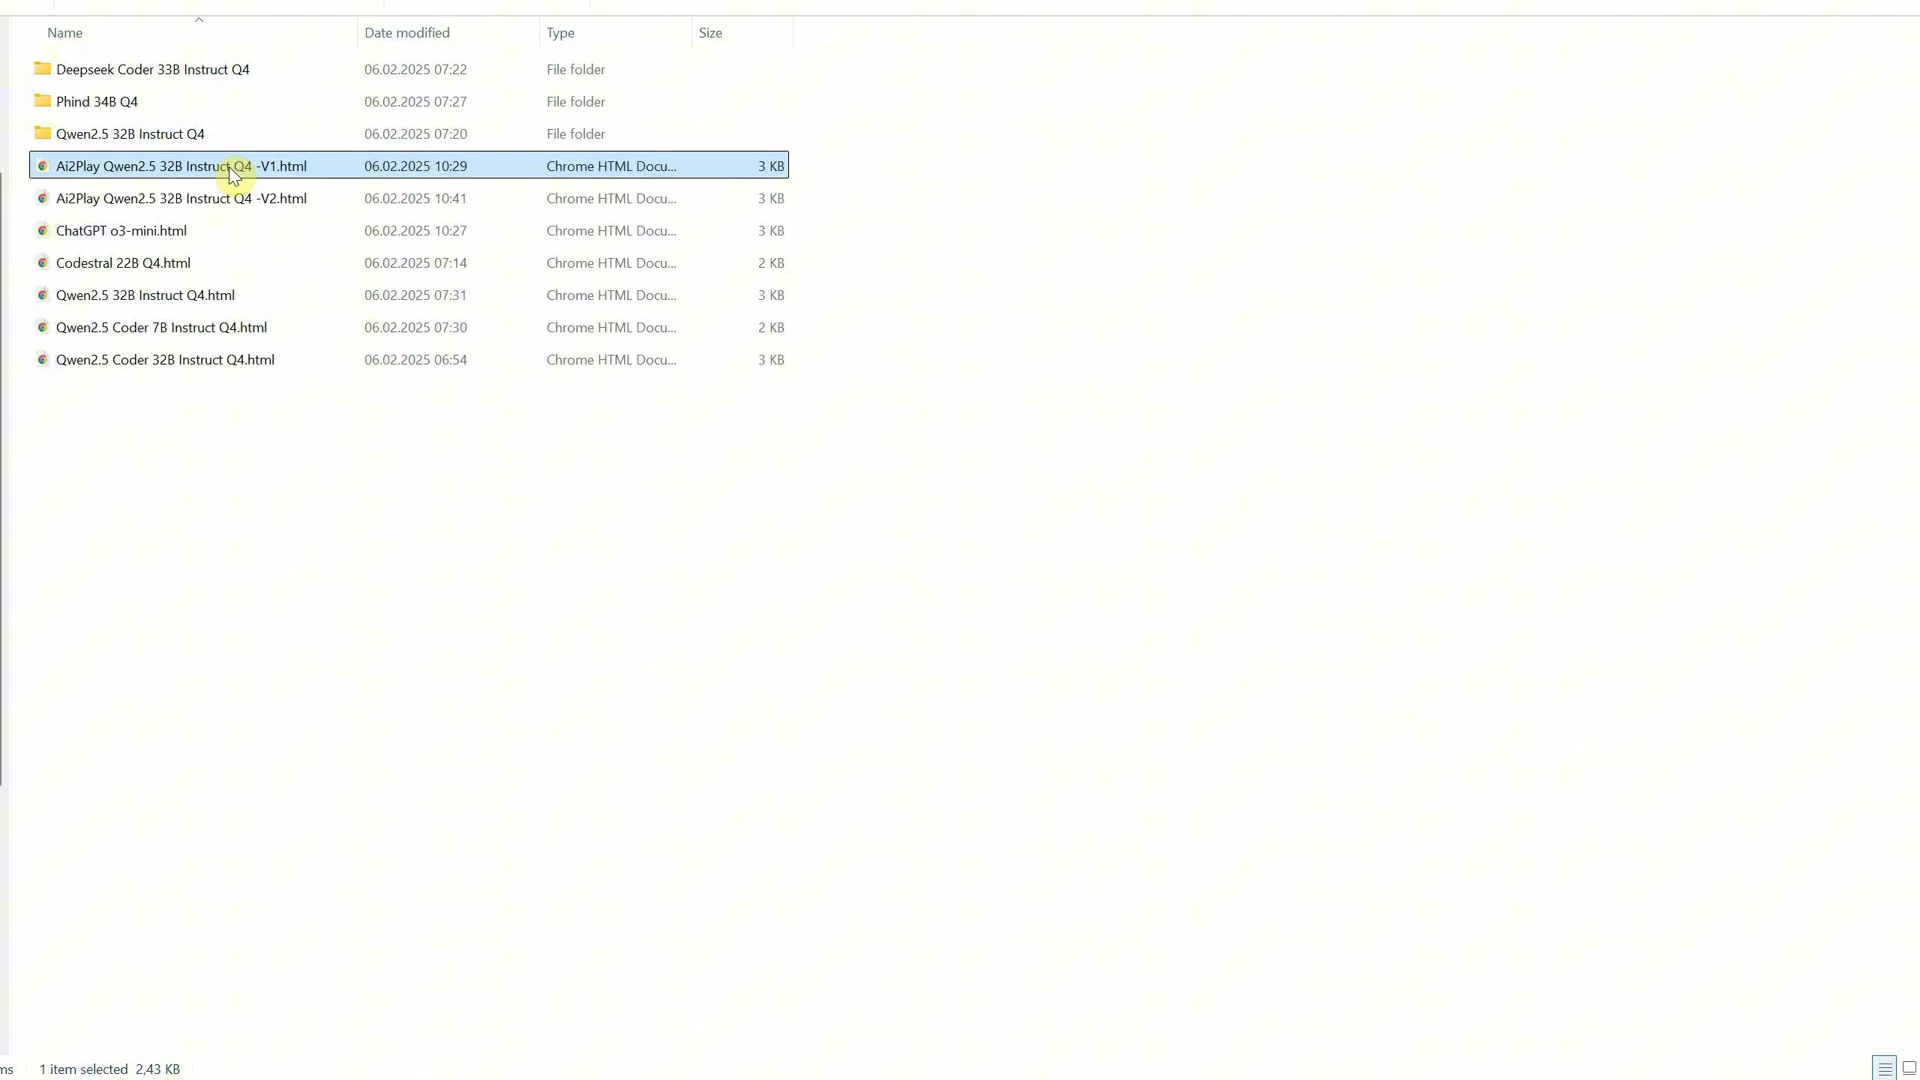 Name Date modified Type Size
Deepseek Coder 33B Instruct Q4 06.02.2025 07:22 File folder
Phind 34B Q4 06.02.2025 07:27 File folder
Qwen2.5 32B Instruct Q4 06.02.2025 07:20 File folder
Ai2Play Qwen2.5 32B Instruct Q4 -V1.html 06.02.2025 10:29 Chrome HTML Docu... 3 KB
Ai2Play Qwen2.5 32B Instruct Q4 -V2.html 06.02.2025 10:41 Chrome HTML Docu... 3 KB
ChatGPT o3-mini.html 06.02.2025 10:27 Chrome HTML Docu... 3 KB
Codestral 22B Q4.html 06.02.2025 07:14 Chrome HTML Docu... 2 KB
Qwen2.5 32B Instruct Q4.html 06.02.2025 07:31 Chrome HTML Docu... 3 KB
Qwen2.5 Coder 7B Instruct Q4.html 06.02.2025 07:30 Chrome HTML Docu... 2 KB
Qwen2.5 Coder 32B Instruct Q4.html 06.02.2025 06:54 Chrome HTML Docu... 3 KB
ms 1 item selected 2,43 KB